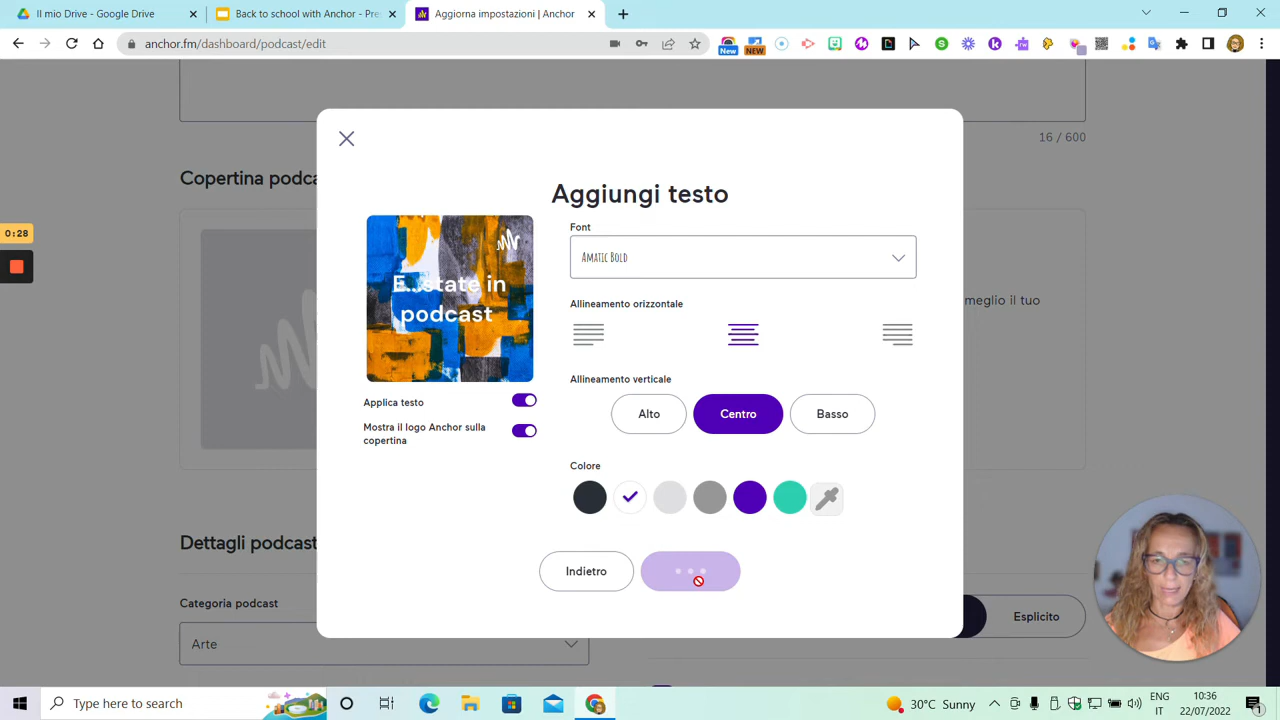 Il mio Drive
Back to school with Anchor - Pre
Aggiorna impostazioni | Anchor
anchor.fm/dashboard/podcast/edit
New
NEW
16 / 600
Copertina podca
Aggiungi testo
0:28
Font
Amatic Bold
E...state in
podcast
Allineamento orizzontale
meglio il tuo
Allineamento verticale
Applica testo
Alto
Centro
Basso
Mostra il logo Anchor sulla
copertina
Colore
Dettagli podcast
Indietro
Categoria podcast
Esplicito
Arte
Type here to search
30°C Sunny
ENG
IT
10:36
22/07/2022
1